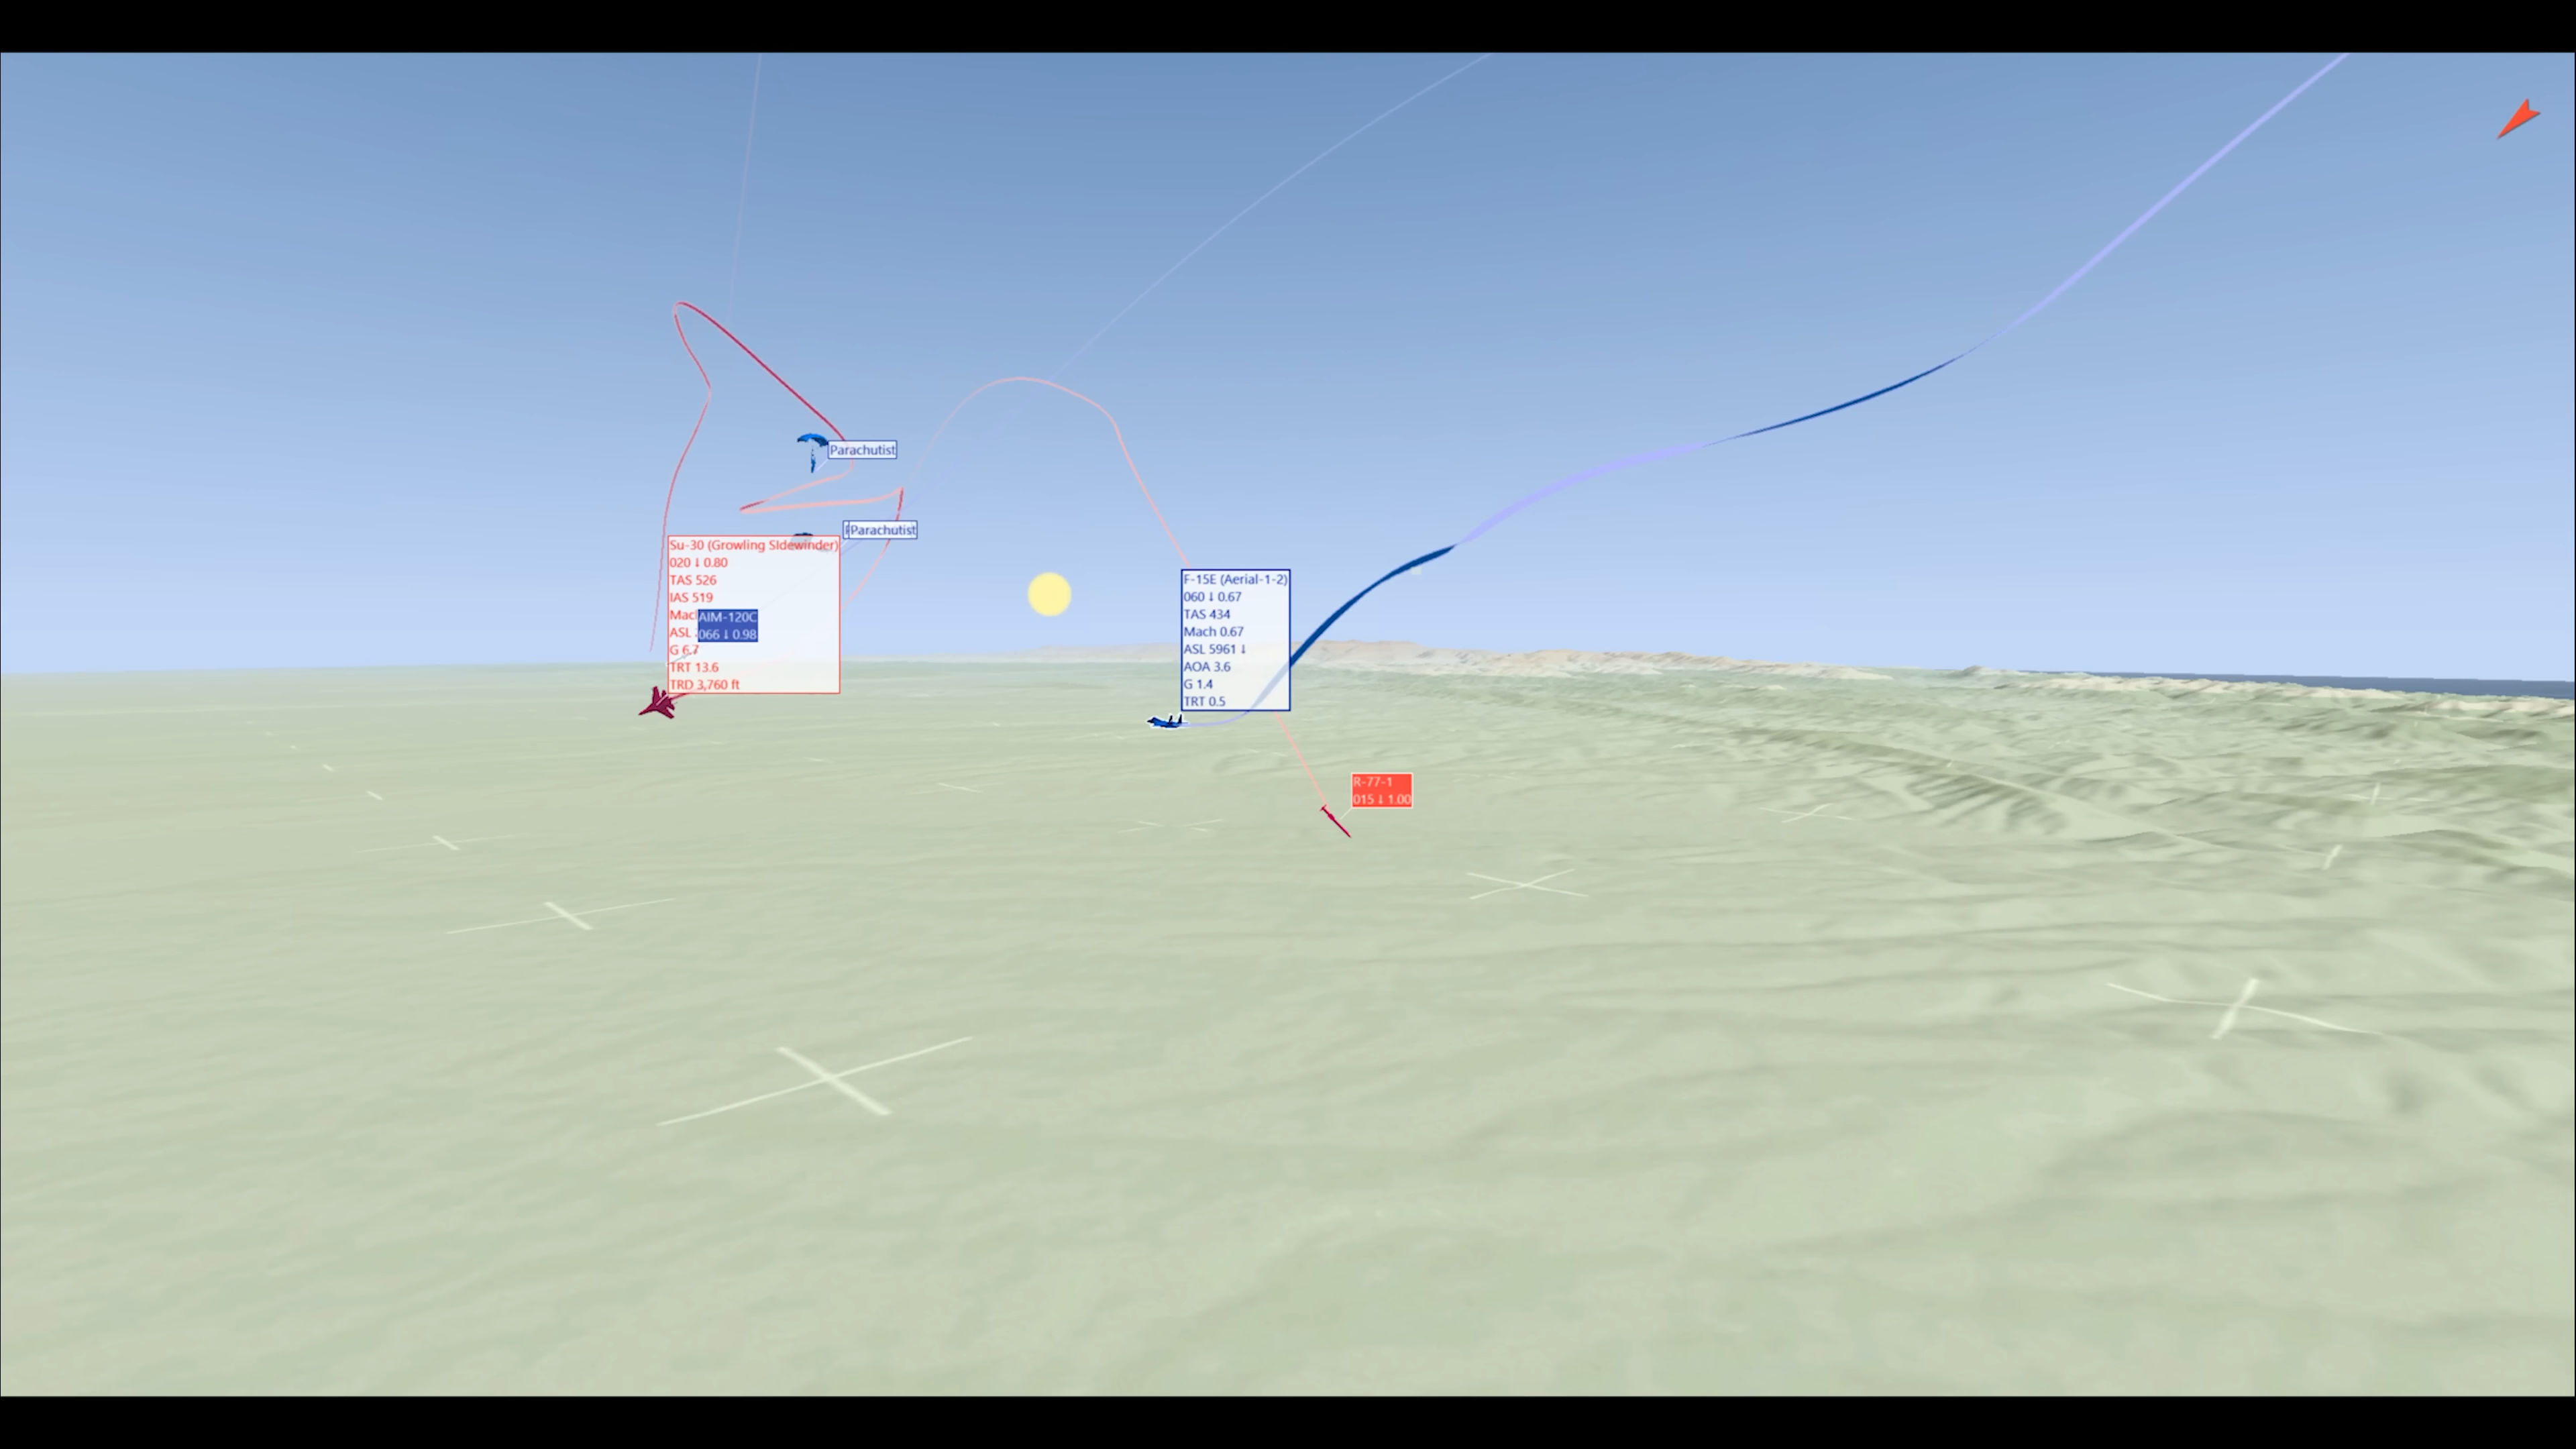 Parachutist
Parachutist
Su-30 (Growling SIdewinder)
020 ↓ 0.80
TAS 526
IAS 519
ASL
G 6.7
TRT 13.6
TRD 3,760 ft
AIM-120C
066 ↓ 0.98
F-15E (Aerial-1-2)
060 ↓ 0.67
TAS 434
Mach 0.67
ASL 5961 ↓
AOA 3.6
G 1.4
TRT 0.5
R-77-1
015 ↓ 1.00